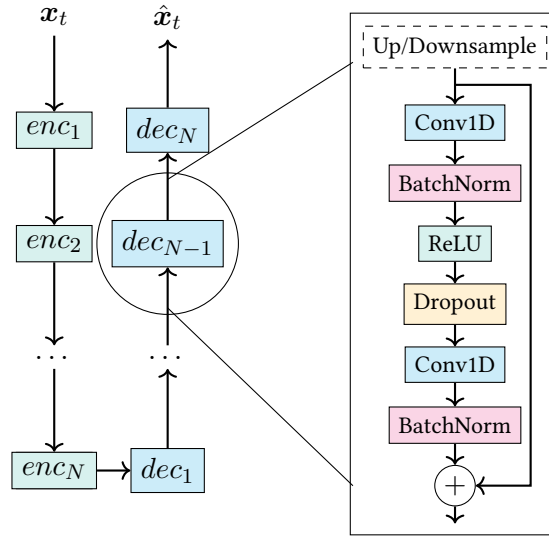 x_t
x̂_t
enc_1
enc_2
...
enc_N
dec_N
dec_{N−1}
...
dec_1
Up/Downsample
Conv1D
BatchNorm
ReLU
Dropout
Conv1D
BatchNorm
+